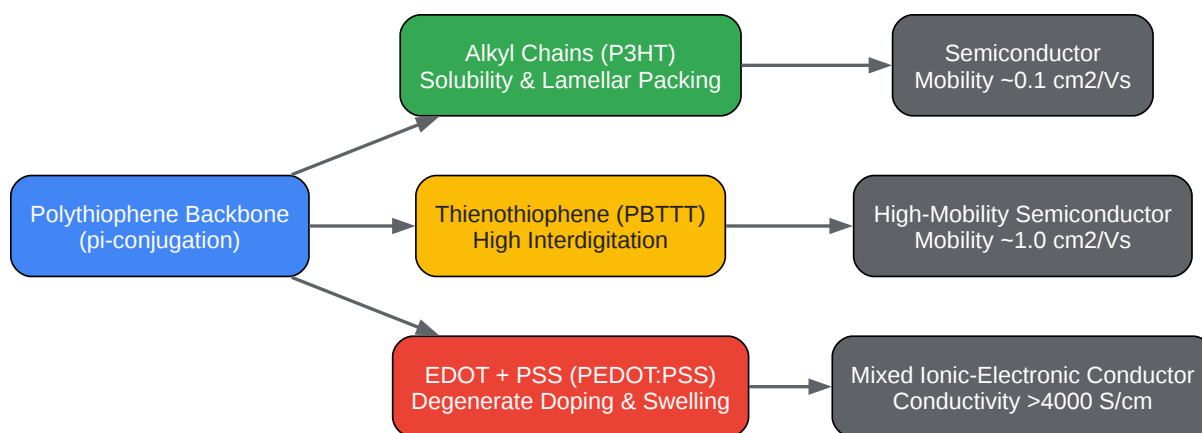 Alkyl Chains (P3HT)
Solubility & Lamellar Packing
Semiconductor
Mobility ~0.1 cm2/Vs
Polythiophene Backbone
(pi-conjugation)
Thienothiophene (PBTTT)
High Interdigitation
High-Mobility Semiconductor
Mobility ~1.0 cm2/Vs
EDOT + PSS (PEDOT:PSS)
Degenerate Doping & Swelling
Mixed Ionic-Electronic Conductor
Conductivity >4000 S/cm